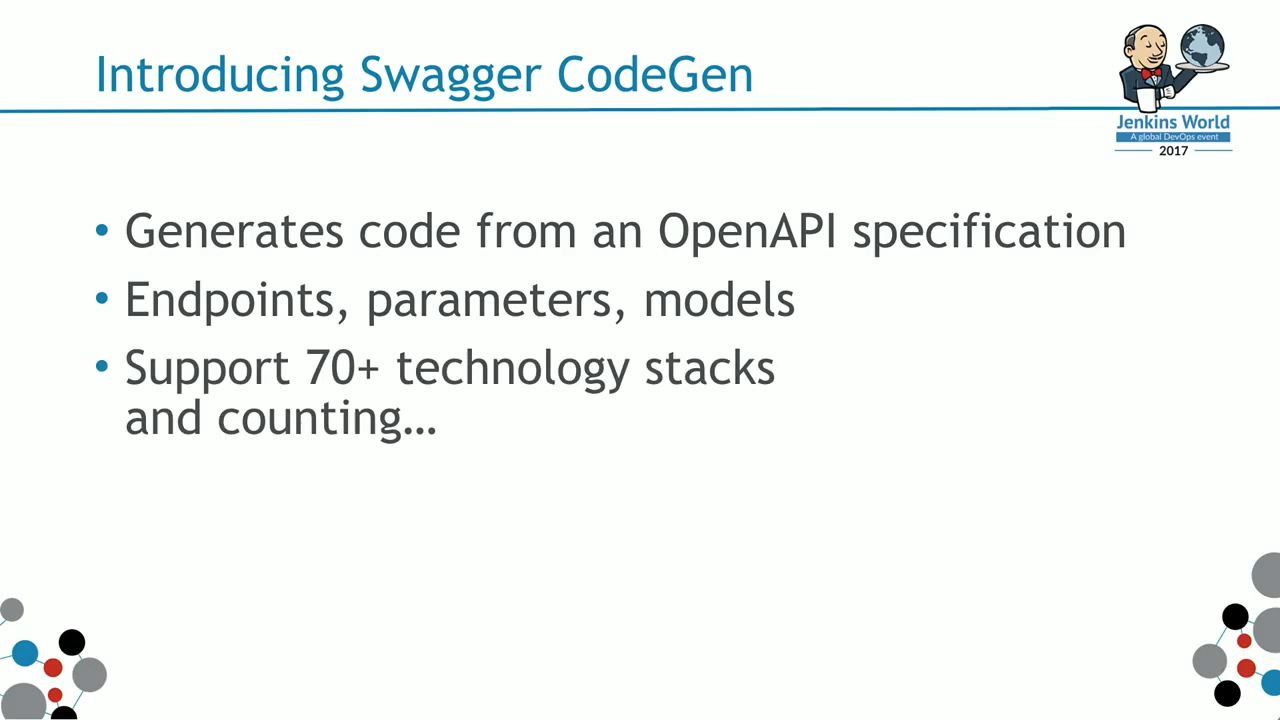 Introducing Swagger CodeGen
Jenkins World
A global DevOps event
2017
• Generates code from an OpenAPI specification
• Endpoints, parameters, models
• Support 70+ technology stacks
and counting…